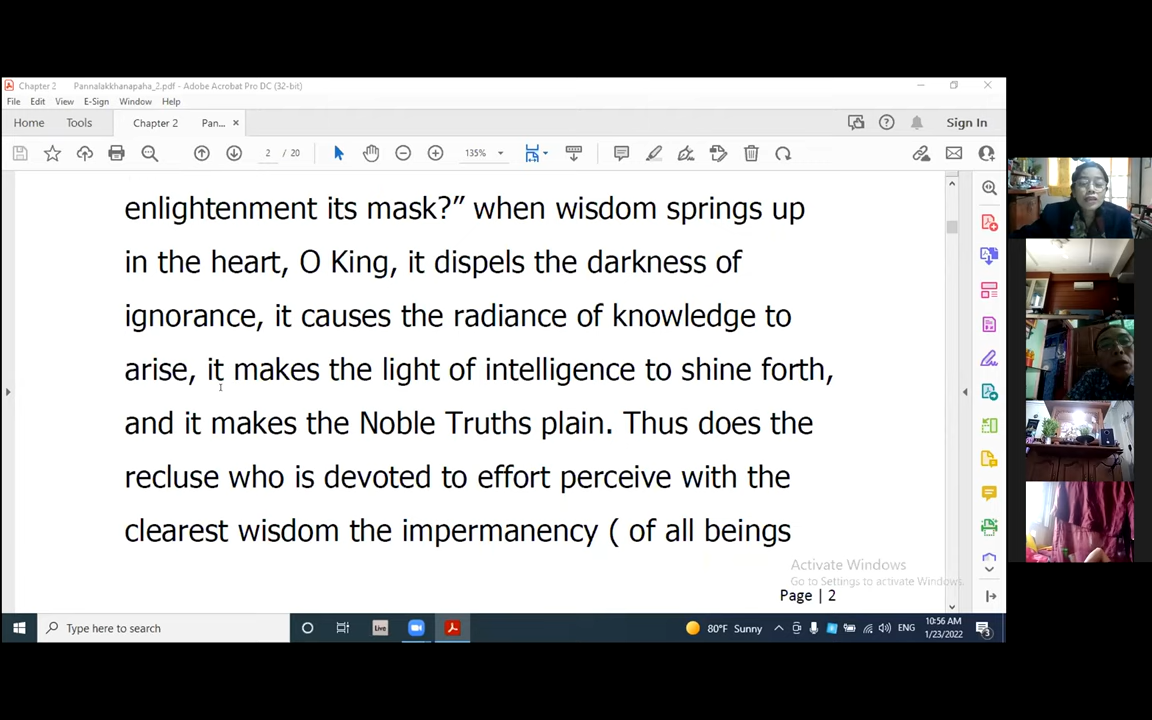 Chapter 2 Pannalakkhanapaha_2.pdf - Adobe Acrobat Pro DC (32-bit)
File Edit View E-Sign Window Help
Home Tools Chapter 2 Pan... × Sign In
2 / 20 135%
enlightenment its mask?” when wisdom springs up
in the heart, O King, it dispels the darkness of
ignorance, it causes the radiance of knowledge to
arise, it makes the light of intelligence to shine forth,
and it makes the Noble Truths plain. Thus does the
recluse who is devoted to effort perceive with the
clearest wisdom the impermanency ( of all beings
Activate Windows
Go to Settings to activate Windows.
Page | 2
Type here to search Live 80°F Sunny ENG 10:56 AM
1/23/2022 3